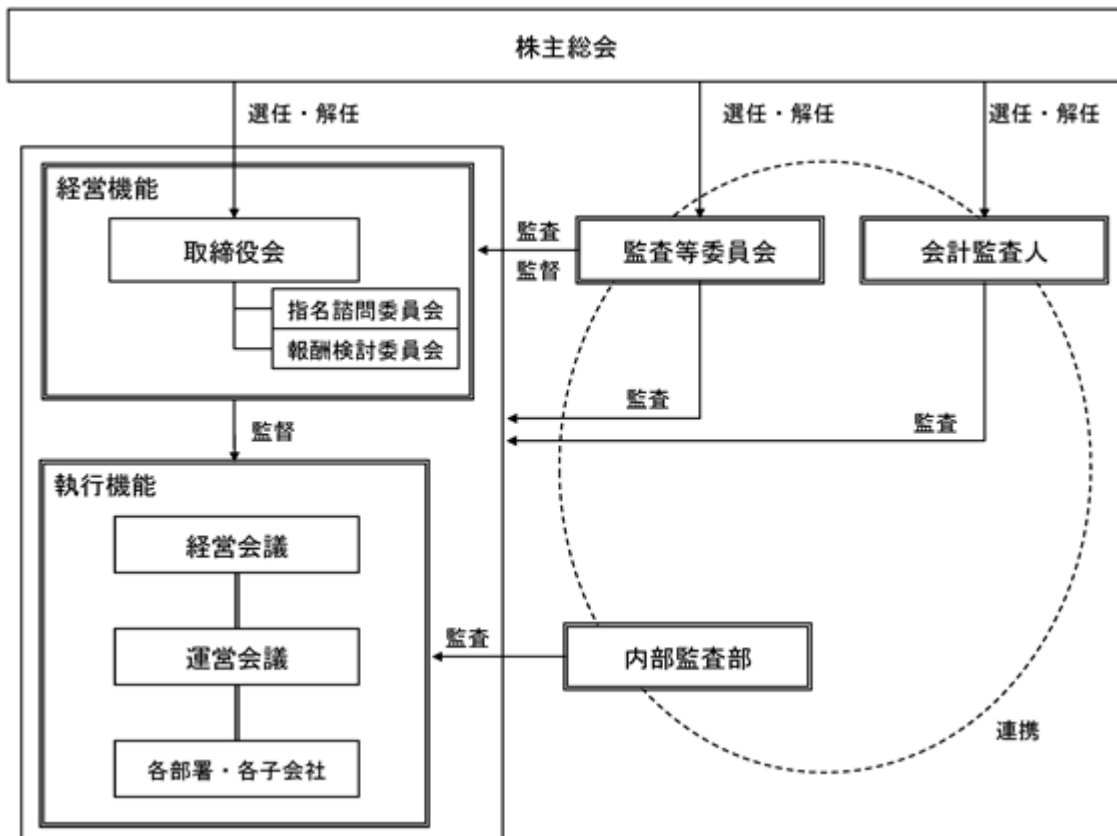 株主総会
選任・解任
選任・解任
選任・解任
経営機能
取締役会
指名諮問委員会
報酬検討委員会
監査
監督
監査等委員会
会計監査人
監査
監査
監督
執行機能
経営会議
運営会議
各部署・各子会社
監査
内部監査部
連携